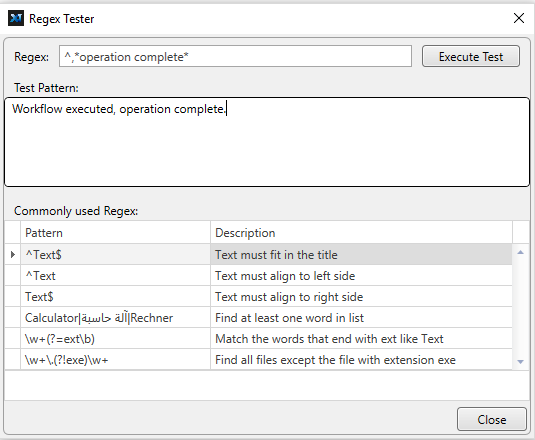 Regex Tester
Regex: ^,*operation complete* Execute Test
Test Pattern:
Workflow executed, operation complete.
Commonly used Regex:
Pattern Description
^Text$ Text must fit in the title
^Text Text must align to left side
Text$ Text must align to right side
Calculator|آلة حاسبة|Rechner Find at least one word in list
\w+(?=ext\b) Match the words that end with ext like Text
\w+\.(?!exe)\w+ Find all files except the file with extension exe
Close